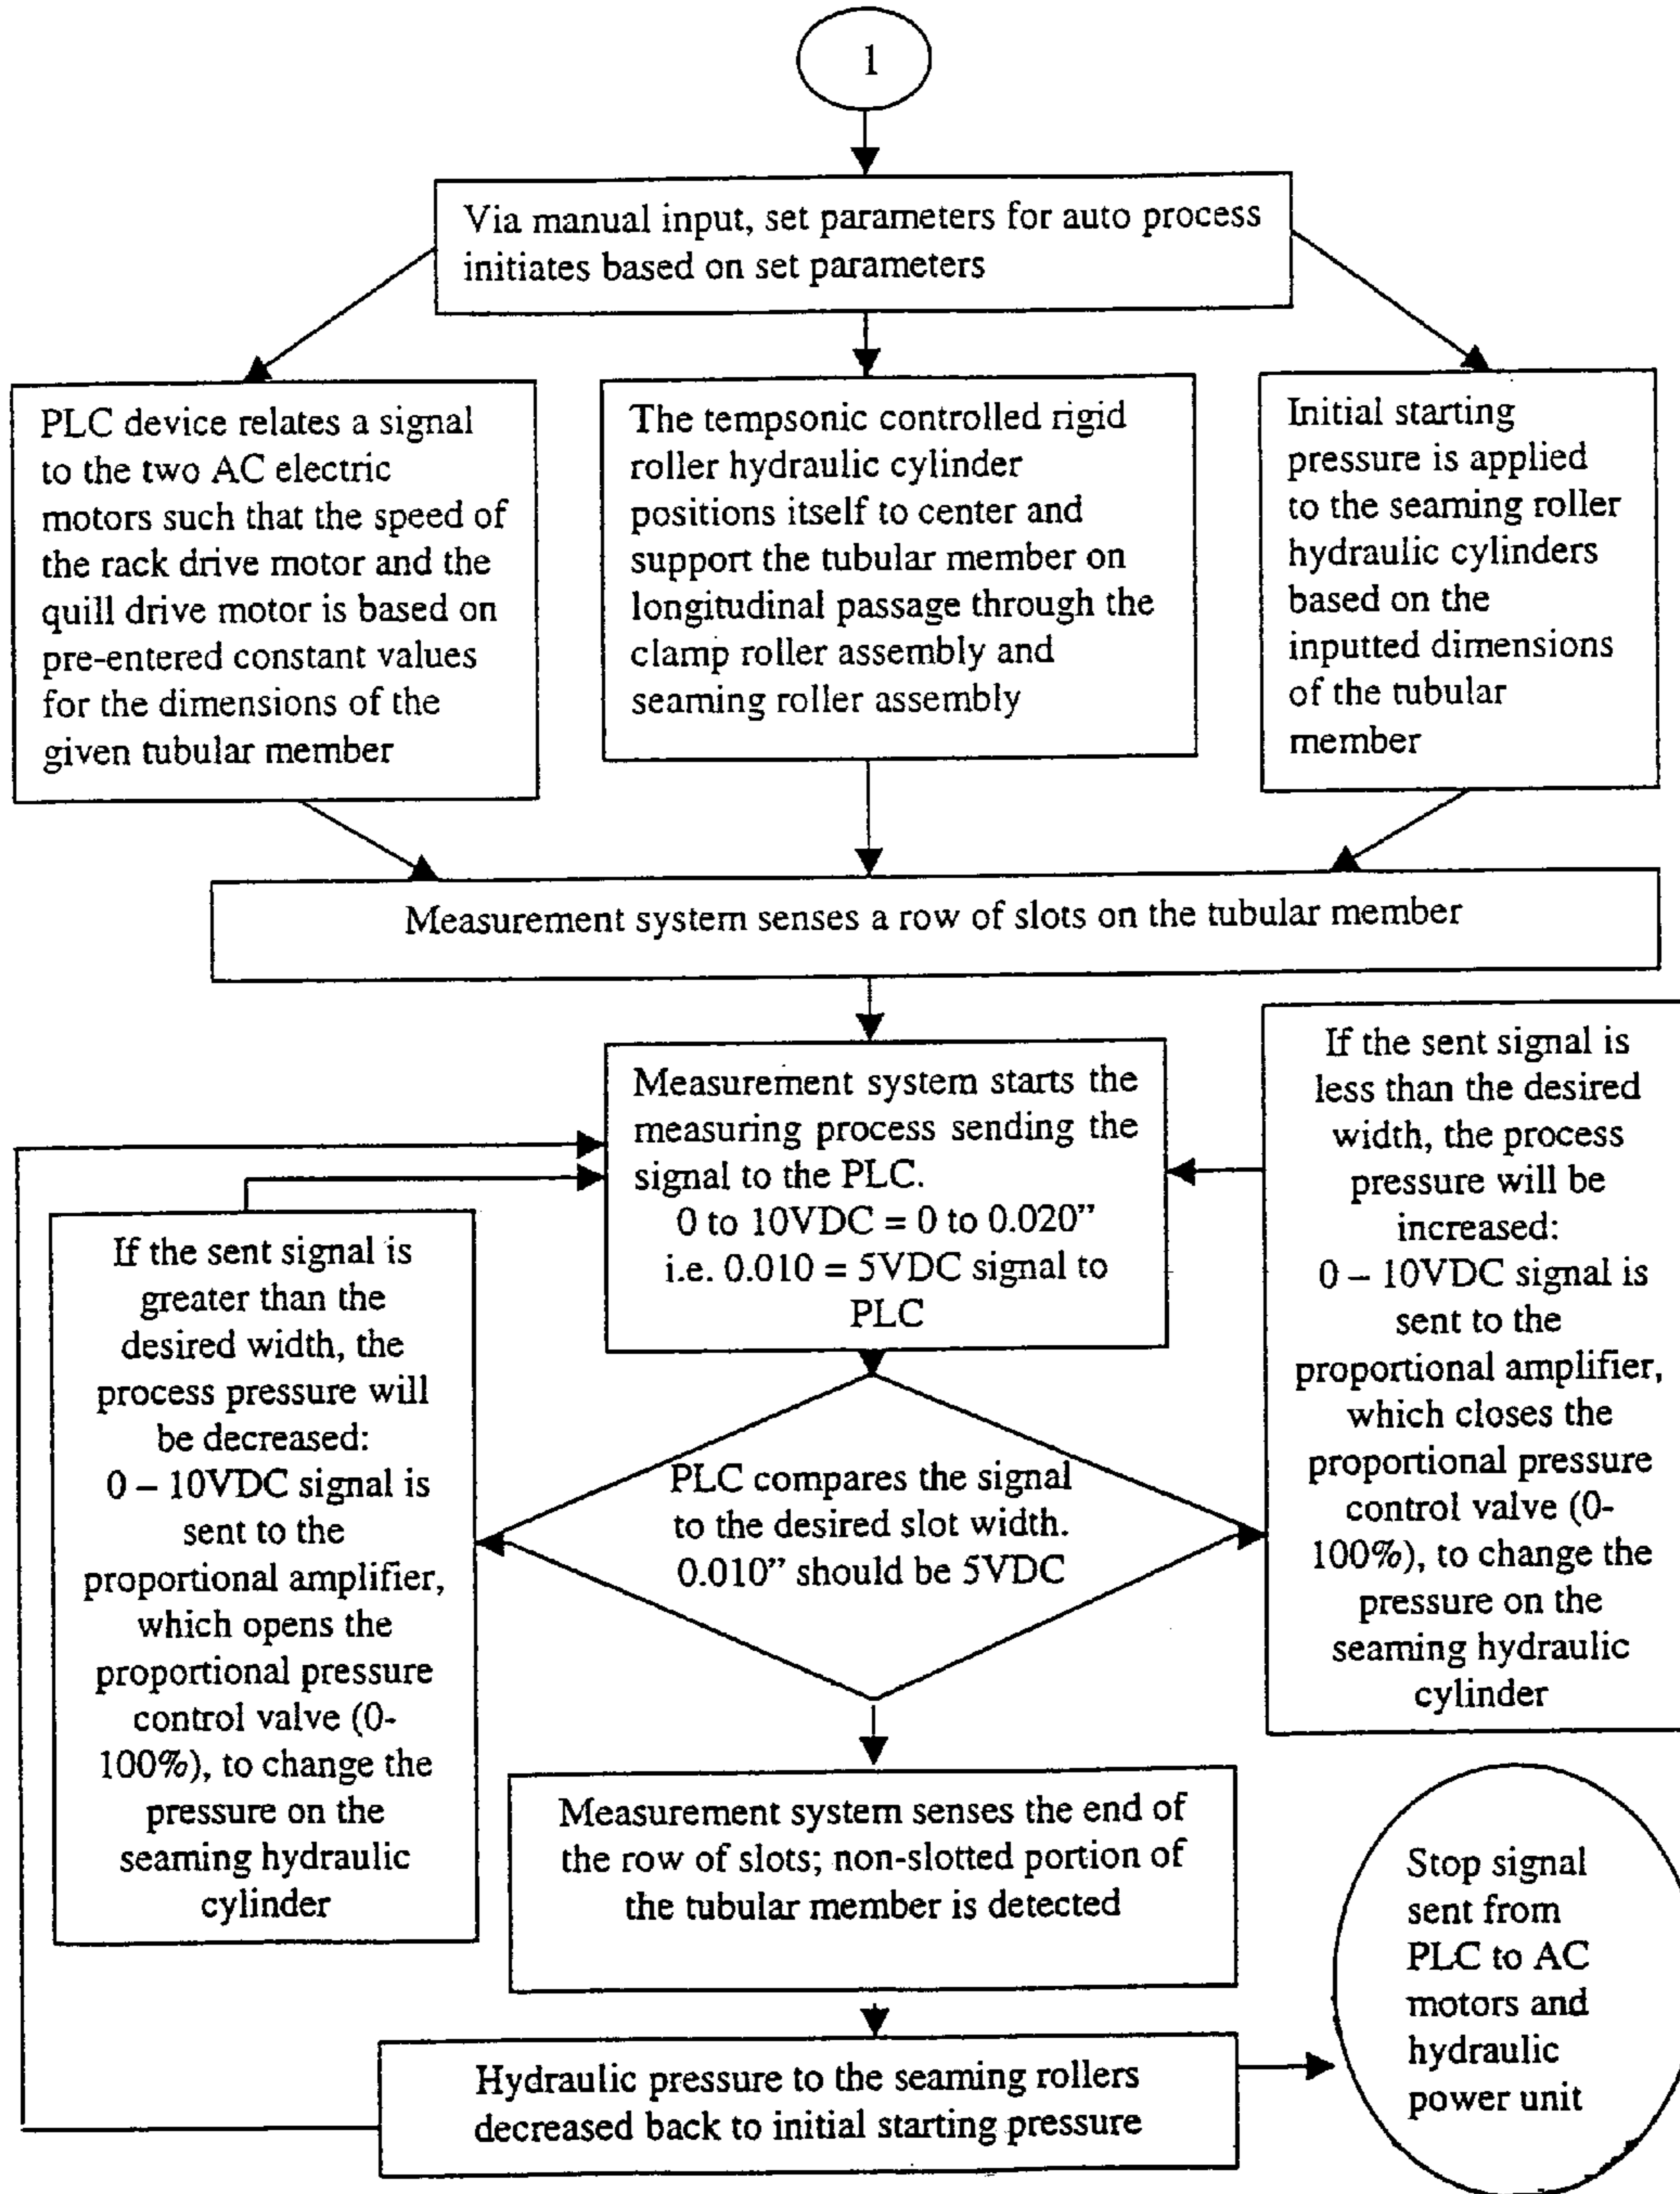 1
Via manual input, set parameters for auto process
initiates based on set parameters
PLC device relates a signal
to the two AC electric
motors such that the speed of
the rack drive motor and the
quill drive motor is based on
pre-entered constant values
for the dimensions of the
given tubular member
The tempsonic controlled rigid
roller hydraulic cylinder
positions itself to center and
support the tubular member on
longitudinal passage through the
clamp roller assembly and
seaming roller assembly
Initial starting
pressure is applied
to the seaming roller
hydraulic cylinders
based on the
inputted dimensions
of the tubular
member
Measurement system senses a row of slots on the tubular member
Measurement system starts the
measuring process sending the
signal to the PLC.
0 to 10VDC = 0 to 0.020”
i.e. 0.010 = 5VDC signal to
PLC
If the sent signal is
less than the desired
width, the process
pressure will be
increased:
0 – 10VDC signal is
sent to the
proportional amplifier,
which closes the
proportional pressure
control valve (0-
100%), to change the
pressure on the
seaming hydraulic
cylinder
If the sent signal is
greater than the
desired width, the
process pressure will
be decreased:
0 – 10VDC signal is
sent to the
proportional amplifier,
which opens the
proportional pressure
control valve (0-
100%), to change the
pressure on the
seaming hydraulic
cylinder
PLC compares the signal
to the desired slot width.
0.010” should be 5VDC
Measurement system senses the end of
the row of slots; non-slotted portion of
the tubular member is detected
Hydraulic pressure to the seaming rollers
decreased back to initial starting pressure
Stop signal
sent from
PLC to AC
motors and
hydraulic
power unit